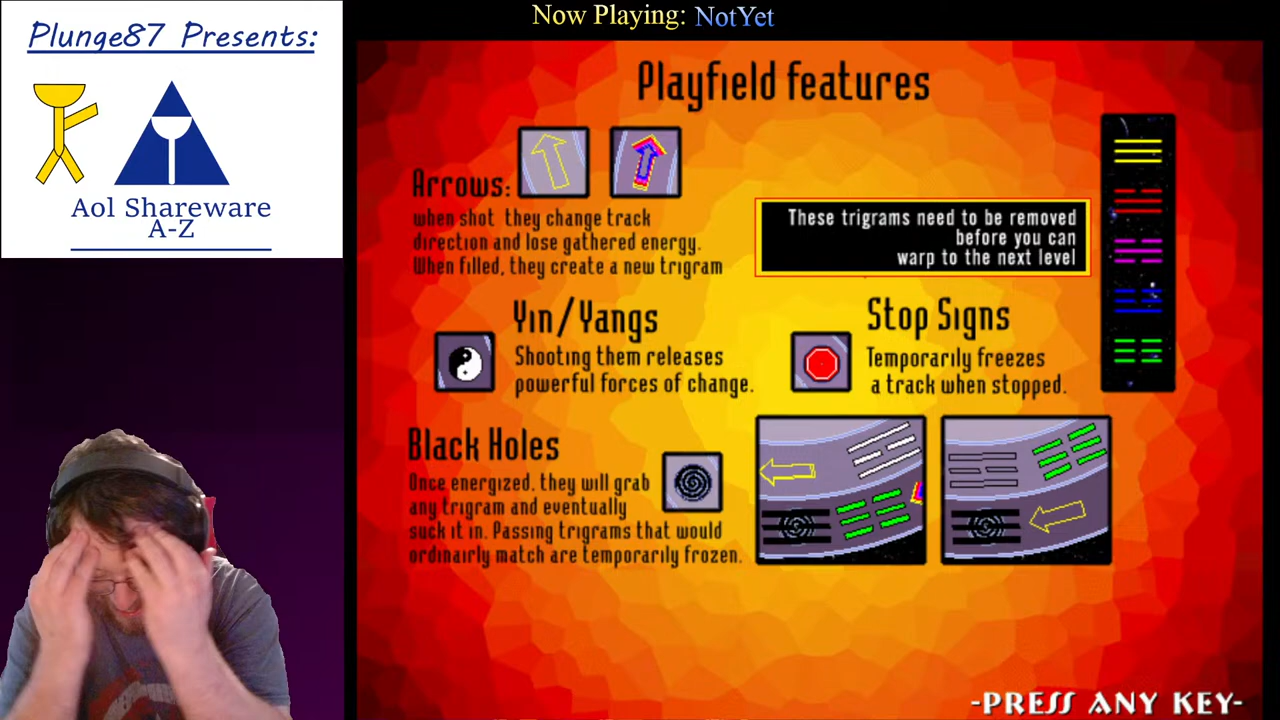 Now Playing: NotYet
Plunge87 Presents:
Aol Shareware
A-Z
Playfield features
Arrows:
when shot they change track
direction and lose gathered energy.
When filled, they create a new trigram
These trigrams need to be removed
before you can
warp to the next level
Yin/Yangs
Shooting them releases
powerful forces of change.
Stop Signs
Temporarily freezes
a track when stopped.
Black Holes
Once energized, they will grab
any trigram and eventually
suck it in. Passing trigrams that would
ordinairly match are temporarily frozen.
-PRESS ANY KEY-